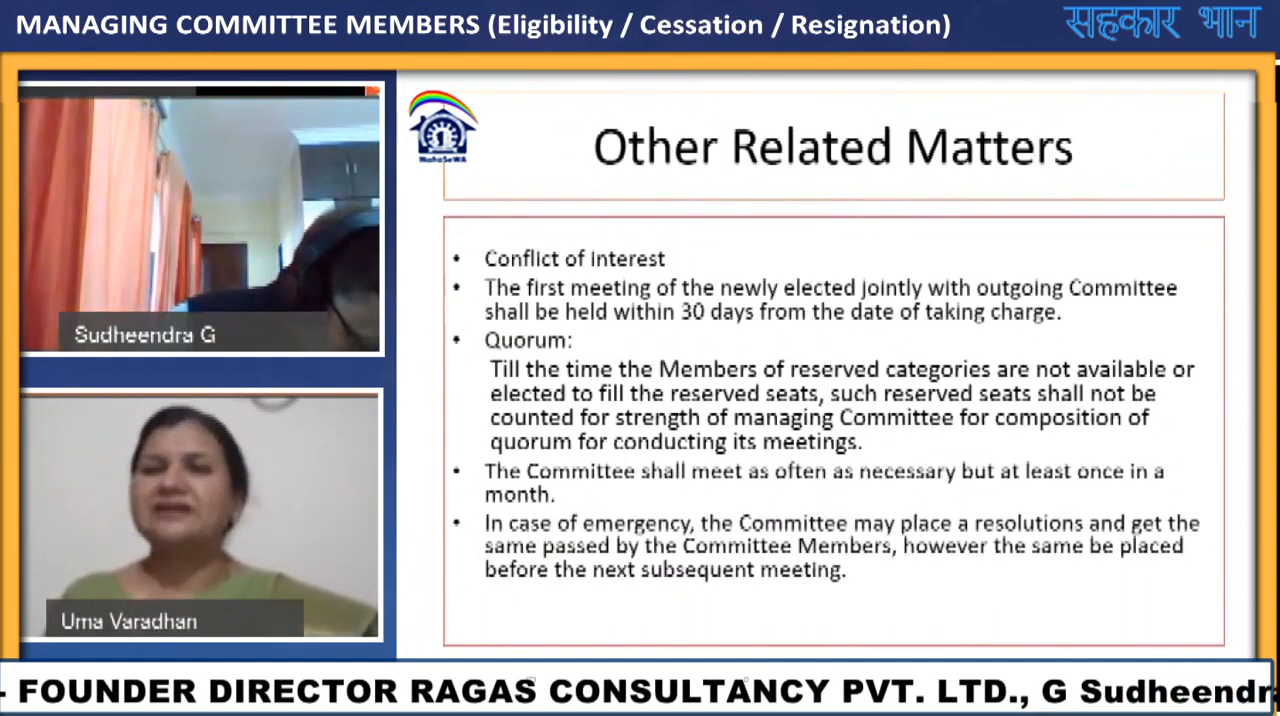 MANAGING COMMITTEE MEMBERS (Eligibility / Cessation / Resignation)
सहकार भान
MahaSeWA
Other Related Matters
• Conflict of interest
• The first meeting of the newly elected jointly with outgoing Committee
shall be held within 30 days from the date of taking charge.
• Quorum:
Till the time the Members of reserved categories are not available or
elected to fill the reserved seats, such reserved seats shall not be
counted for strength of managing Committee for composition of
quorum for conducting its meetings.
• The Committee shall meet as often as necessary but at least once in a
month.
• In case of emergency, the Committee may place a resolutions and get the
same passed by the Committee Members, however the same be placed
before the next subsequent meeting.
Sudheendra G
Uma Varadhan
- FOUNDER DIRECTOR RAGAS CONSULTANCY PVT. LTD., G Sudheendr